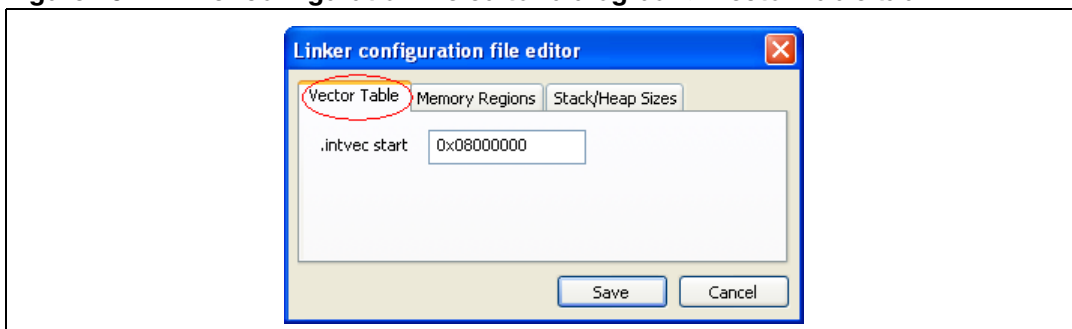 Linker configuration file editor
Vector Table Memory Regions Stack/Heap Sizes
.intvec start 0x08000000
Save Cancel